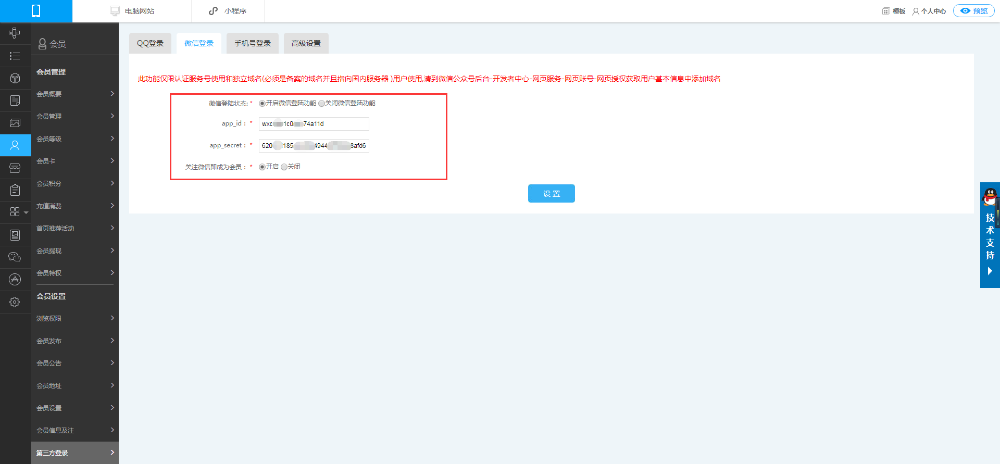 电脑网站
小程序
模板
个人中心
预览
会员
会员管理
会员概要
会员管理
会员等级
会员卡
会员积分
充值消费
首页推荐活动
会员提现
会员特权
会员设置
浏览权限
会员发布
会员公告
会员地址
会员设置
会员信息及注
第三方登录
QQ登录 微信登录 手机号登录 高级设置
此功能仅限认证服务号使用和独立域名(必须是备案的域名并且指向国内服务器 )用户使用,请到微信公众号后台-开发者中心-网页服务-网页账号-网页授权获取用户基本信息中添加域名
微信登陆状态: * 开启微信登陆功能 关闭微信登陆功能
app_id： * wxc 1c0 74a11d
app_secret： * 620 185 4944 8afd6
关注微信即成为会员： * 开启 关闭
设 置
技术支持